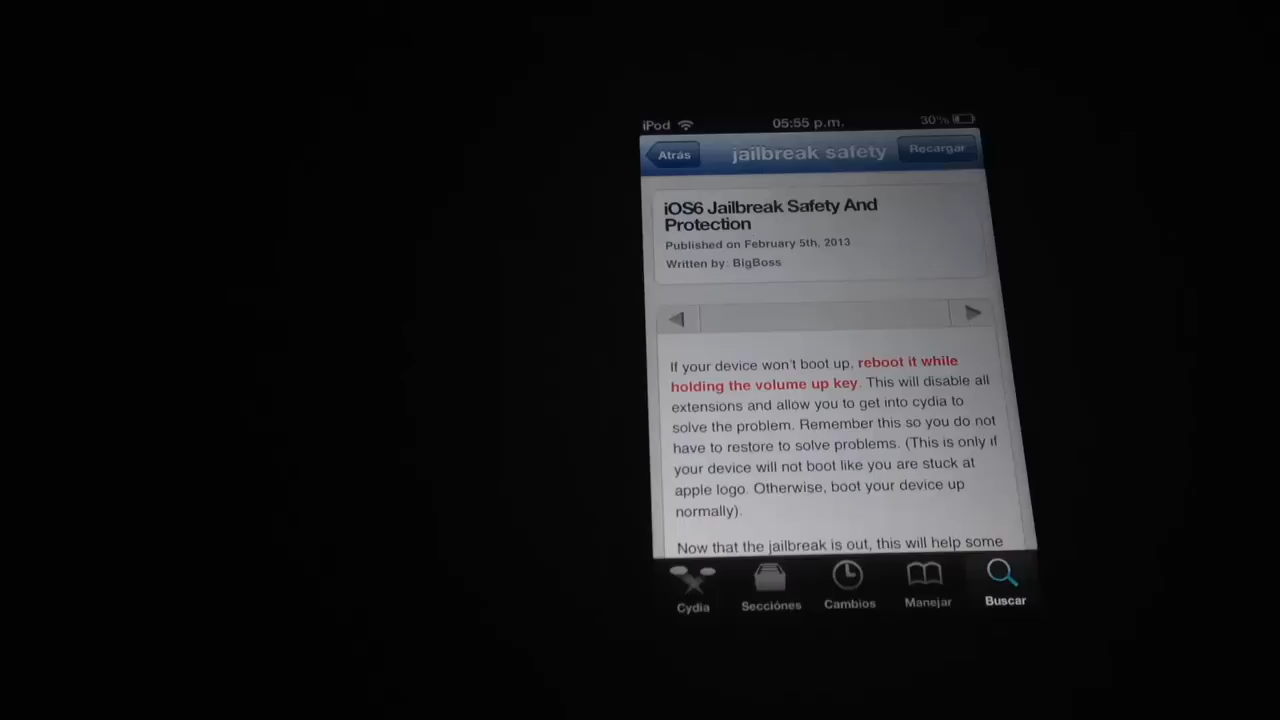 iPod 05:55 p.m. 30%
Atrás jailbreak safety Recargar
iOS6 Jailbreak Safety And
Protection
Published on February 5th, 2013
Written by: BigBoss
If your device won't boot up, reboot it while
holding the volume up key. This will disable all
extensions and allow you to get into cydia to
solve the problem. Remember this so you do not
have to restore to solve problems. (This is only if
your device will not boot like you are stuck at
apple logo. Otherwise, boot your device up
normally).
Now that the jailbreak is out, this will help some
Cydia Secciónes Cambios Manejar Buscar